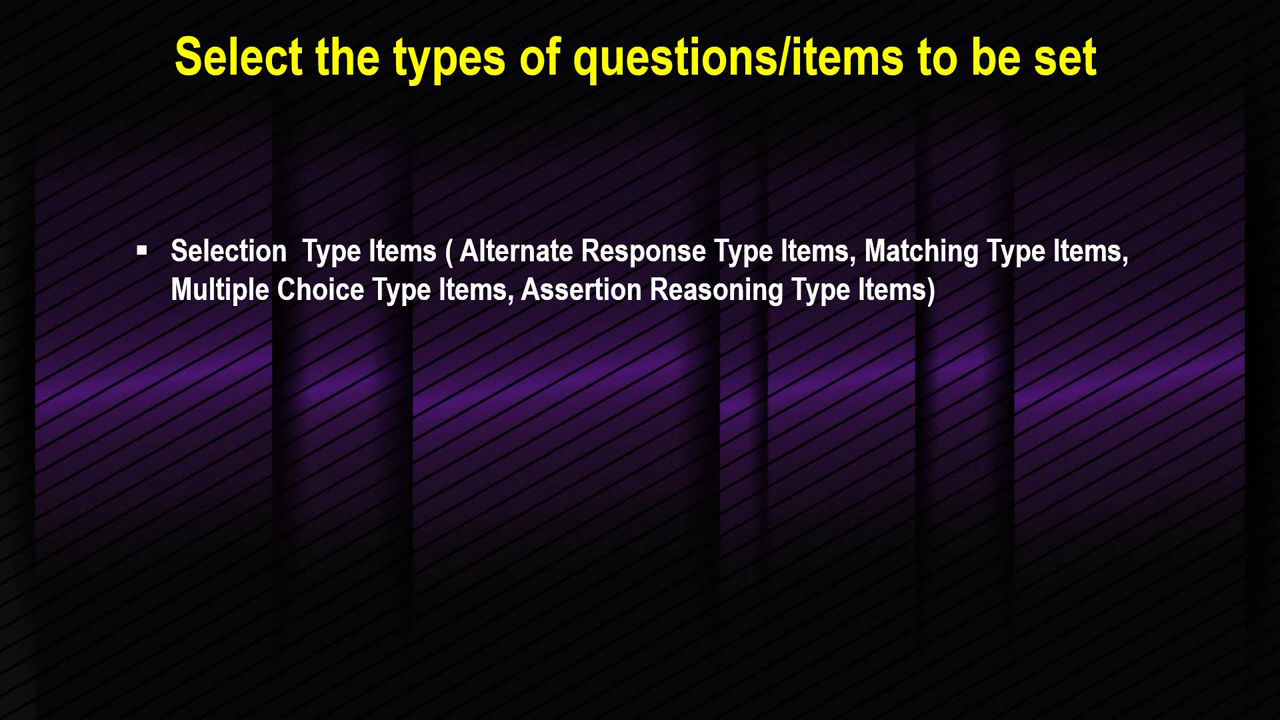 Select the types of questions/items to be set
▪ Selection  Type Items ( Alternate Response Type Items, Matching Type Items,
Multiple Choice Type Items, Assertion Reasoning Type Items)